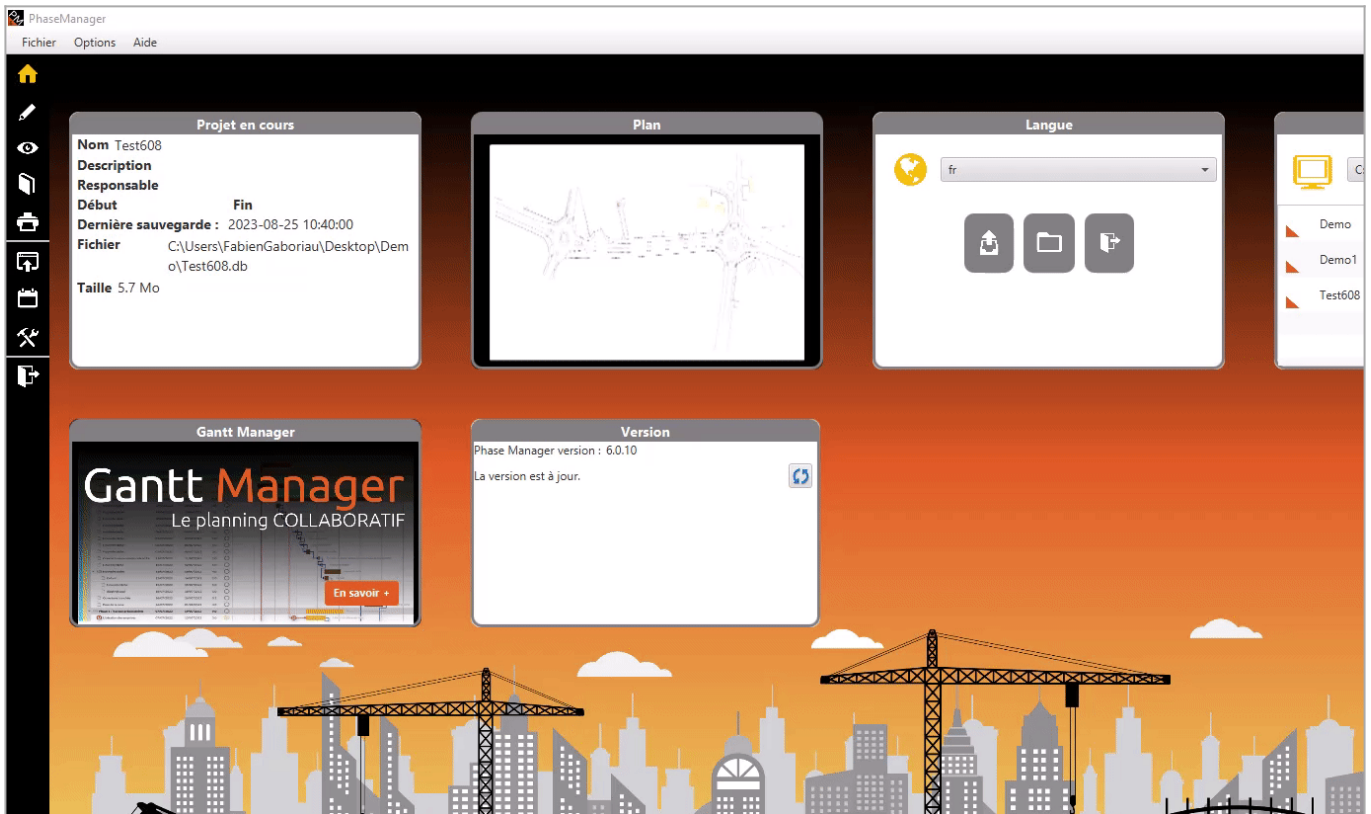 PhaseManager
Fichier Options Aide
Projet en cours
Nom Test608
Description
Responsable
Début Fin
Dernière sauvegarde : 2023-08-25 10:40:00
Fichier C:\Users\FabienGaboriau\Desktop\Dem
o\Test608.db
Taille 5.7 Mo
Plan
Langue
fr
C:
Demo
Demo1
Test608
Gantt Manager
Gantt Manager
Le planning COLLABORATIF
En savoir +
Version
Phase Manager version : 6.0.10
La version est à jour.